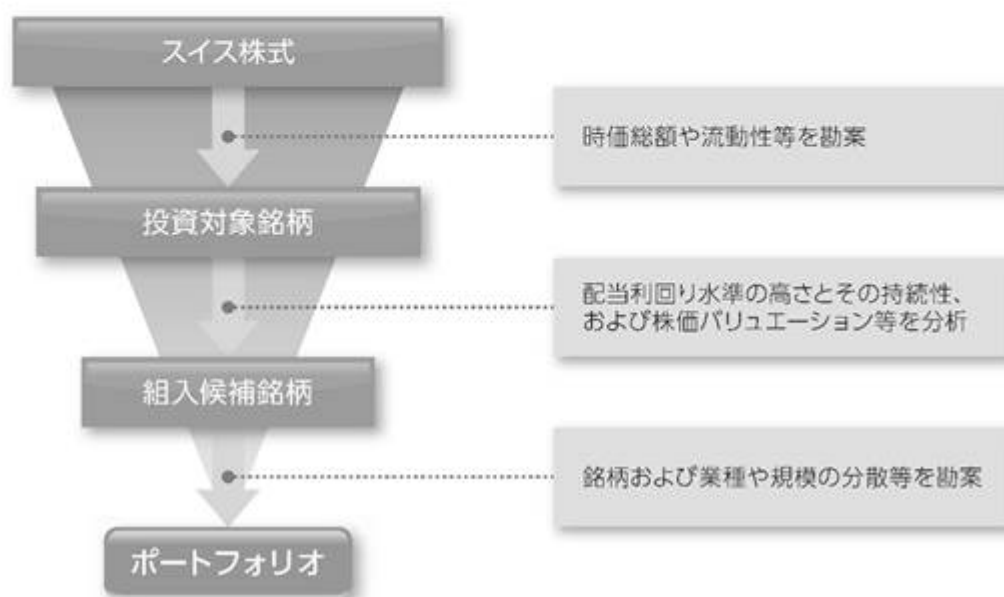 スイス株式
時価総額や流動性等を勘案
投資対象銘柄
配当利回り水準の高さとその持続性、
および株価バリュエーション等を分析
組入候補銘柄
銘柄および業種や規模の分散等を勘案
ポートフォリオ